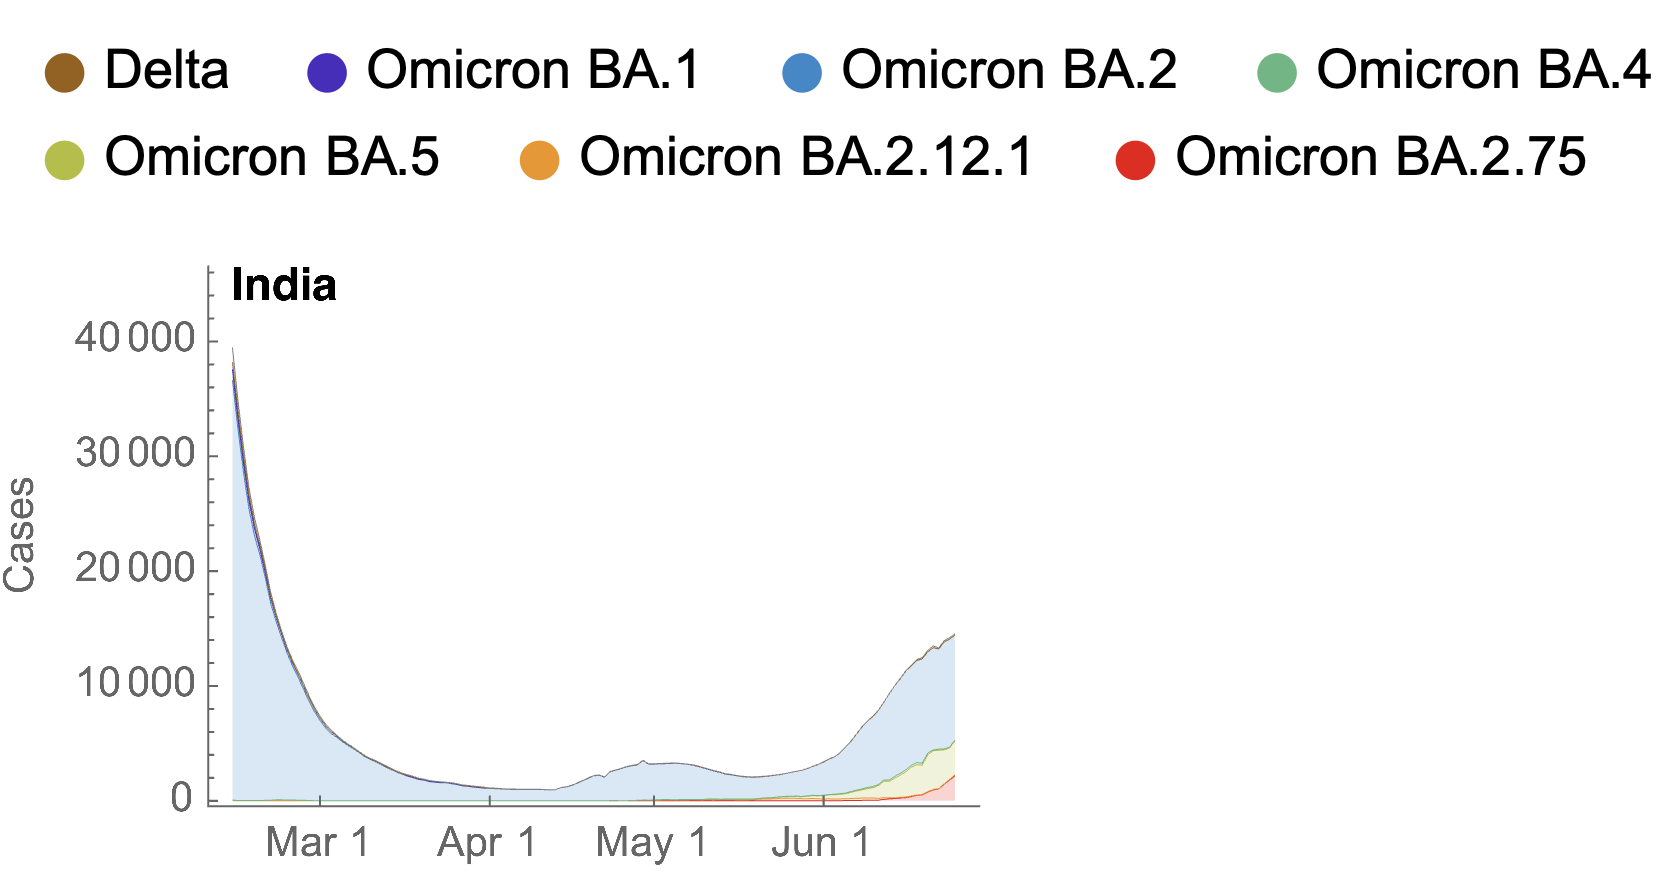 Delta Omicron BA.1 Omicron BA.2 Omicron BA.4
Omicron BA.5 Omicron BA.2.12.1 Omicron BA.2.75
India
40 000
30 000
20 000
10 000
0
Cases
Mar 1 Apr 1 May 1 Jun 1